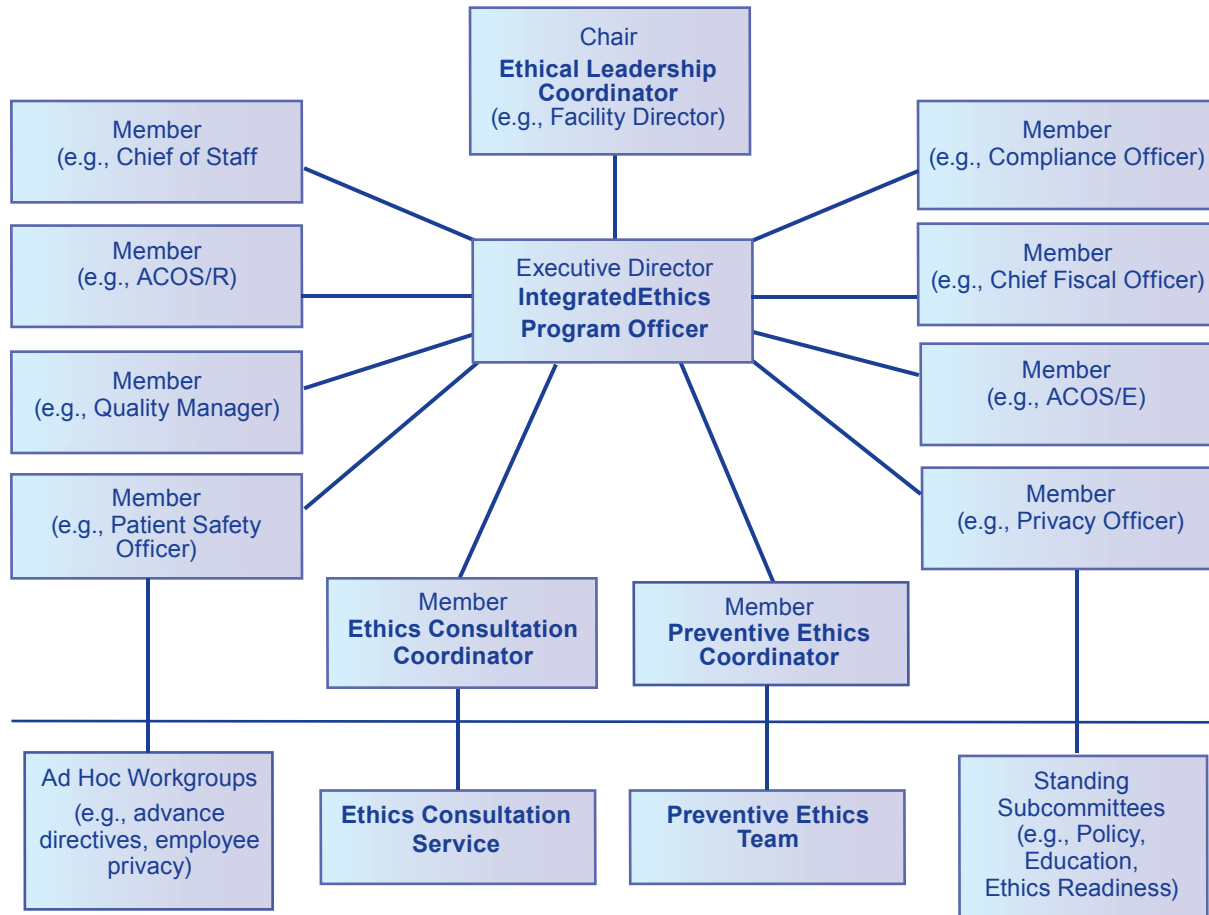 Chair
Ethical Leadership
Coordinator
(e.g., Facility Director)
Member
(e.g., Chief of Staff
Member
(e.g., Compliance Officer)
Member
(e.g., ACOS/R)
Executive Director
IntegratedEthics
Program Officer
Member
(e.g., Chief Fiscal Officer)
Member
(e.g., Quality Manager)
Member
(e.g., ACOS/E)
Member
(e.g., Patient Safety
Officer)
Member
(e.g., Privacy Officer)
Member
Ethics Consultation
Coordinator
Member
Preventive Ethics
Coordinator
Ad Hoc Workgroups
(e.g., advance
directives, employee
privacy)
Ethics Consultation
Service
Preventive Ethics
Team
Standing
Subcommittees
(e.g., Policy,
Education,
Ethics Readiness)